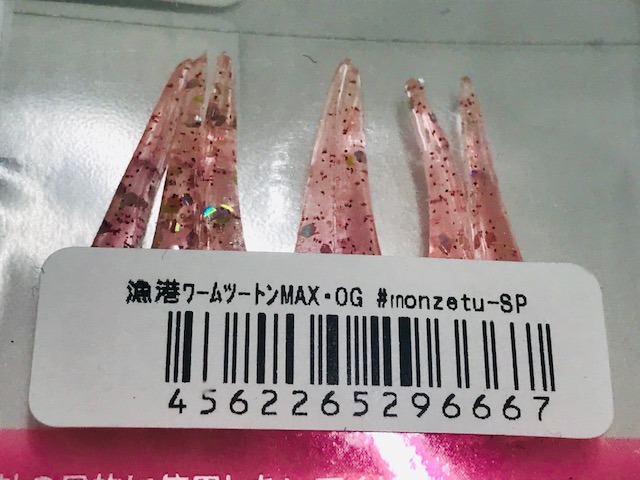 漁港ﾜｰﾑﾂｰﾄﾝMAX・OG #monzetu-SP
4562265296667